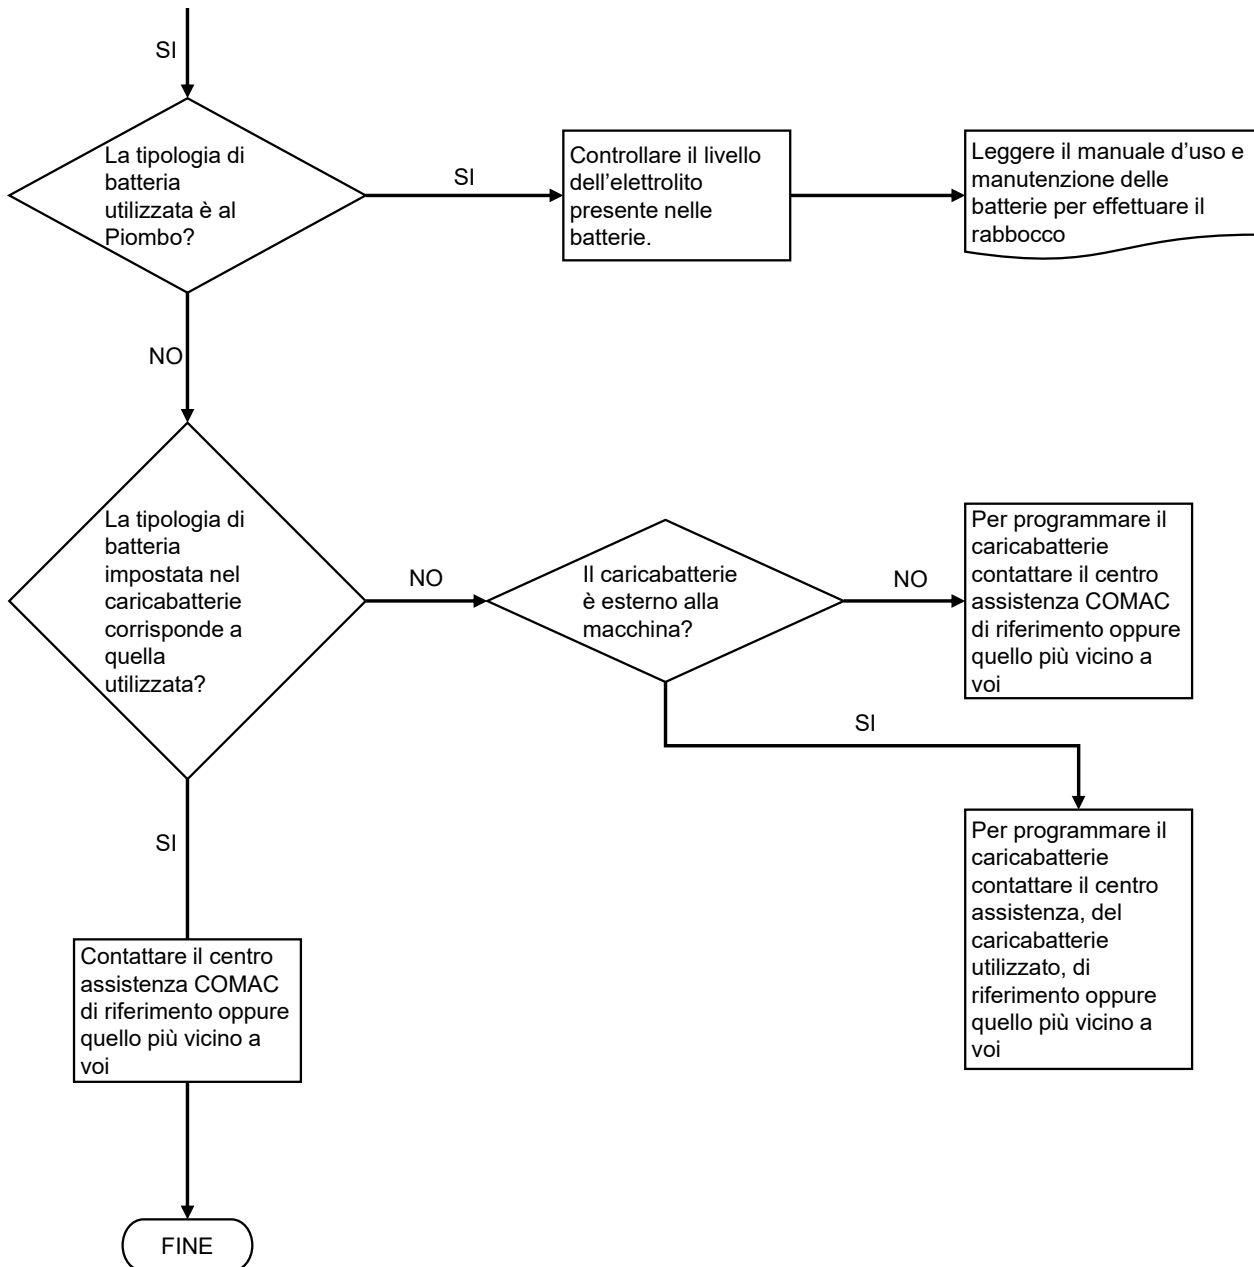 SI
La tipologia di
batteria
utilizzata è al
Piombo?
SI
Controllare il livello
dell'elettrolito
presente nelle
batterie.
Leggere il manuale d'uso e
manutenzione delle
batterie per effettuare il
rabbocco
NO
La tipologia di
batteria
impostata nel
caricabatterie
corrisponde a
quella
utilizzata?
NO
Il caricabatterie
è esterno alla
macchina?
NO
Per programmare il
caricabatterie
contattare il centro
assistenza COMAC
di riferimento oppure
quello più vicino a
voi
SI
Per programmare il
caricabatterie
contattare il centro
assistenza, del
caricabatterie
utilizzato, di
riferimento oppure
quello più vicino a
voi
SI
Contattare il centro
assistenza COMAC
di riferimento oppure
quello più vicino a
voi
FINE